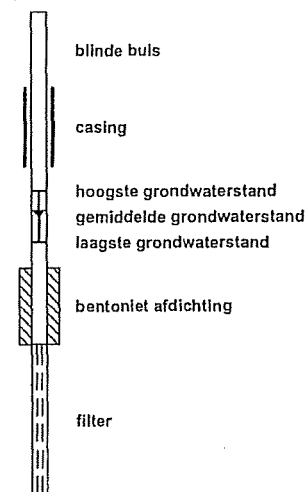 blinde buis
casing
hoogste grondwaterstand
gemiddelde grondwaterstand
laagste grondwaterstand
bentoniet afdichting
filter